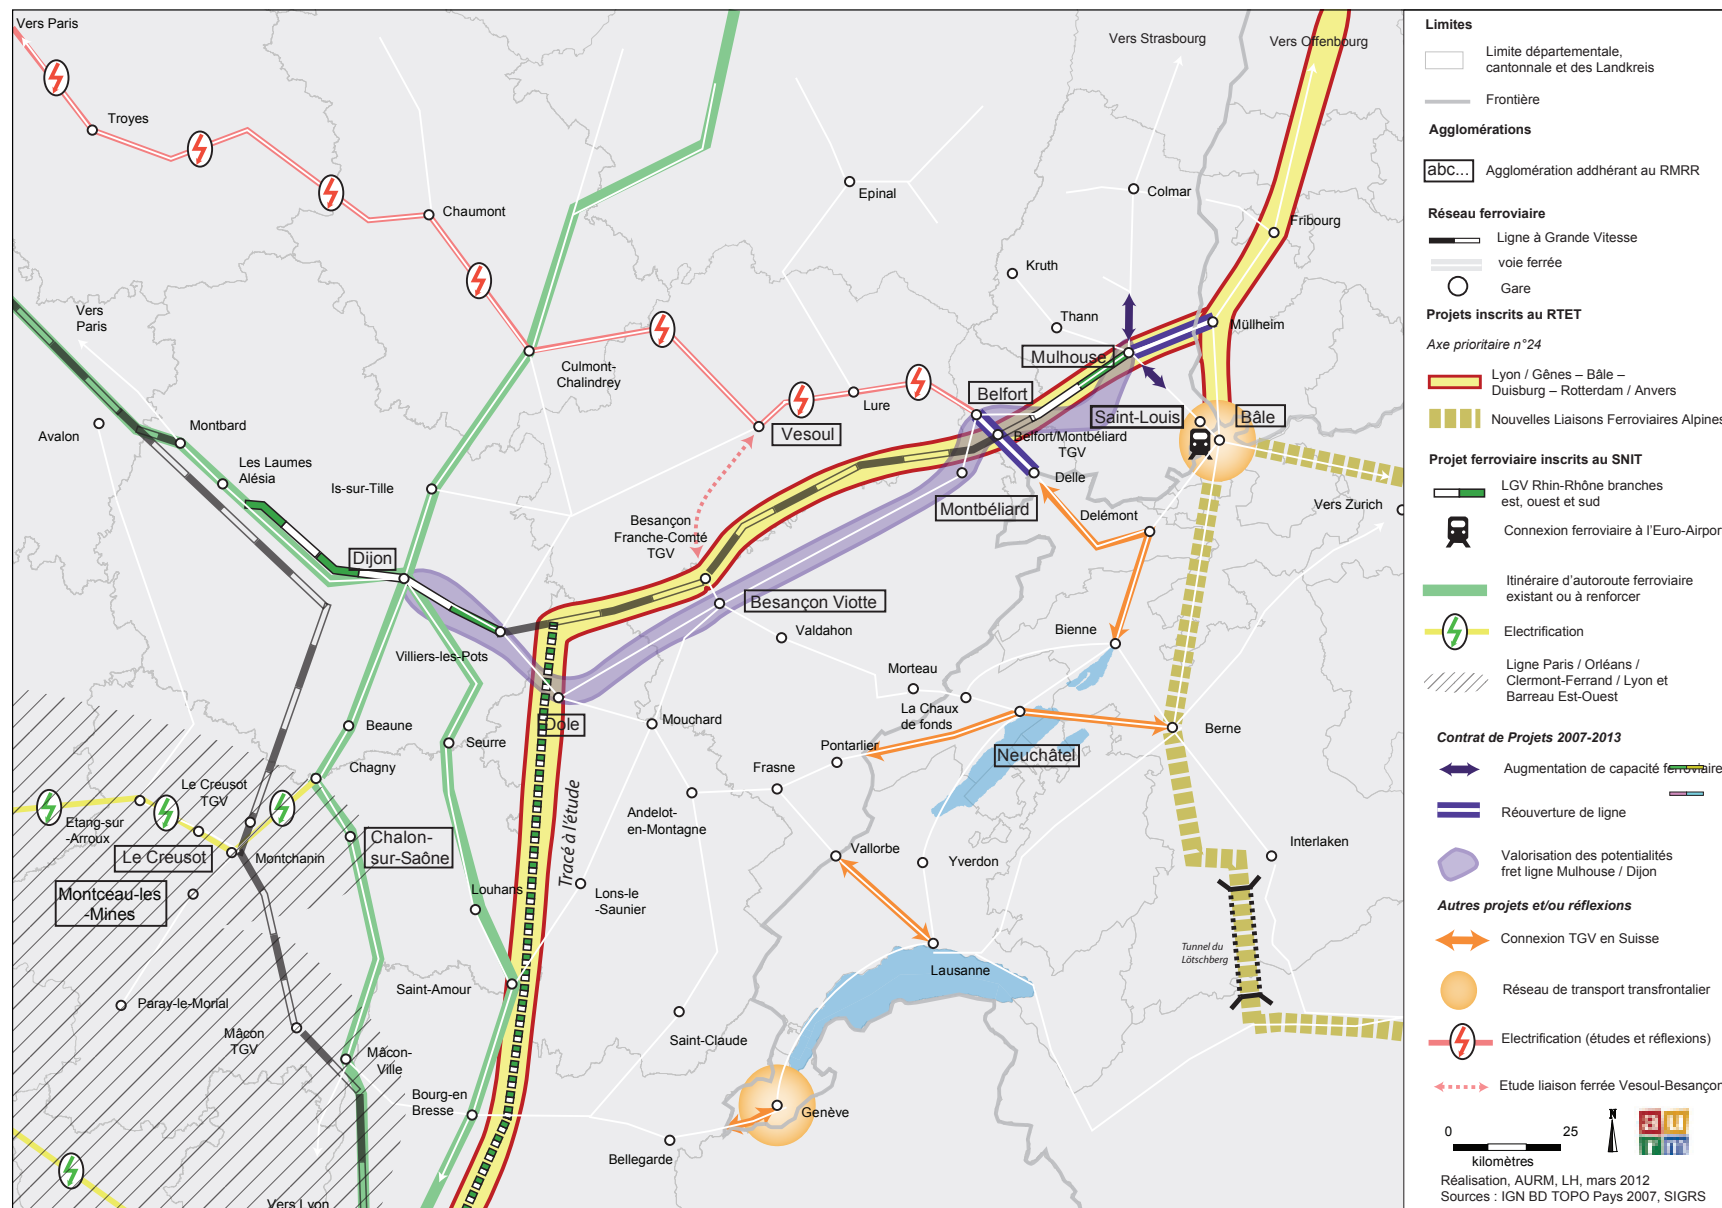 Vers Paris
Troyes
Chaumont
Vers Strasbourg
Vers Offenbourg
Epinal
Colmar
Fribourg
Kruth
Thann
Mulhouse
Müllheim
Vers
Paris
Culmont-
Chalindrey
Lure
Belfort
Saint-Louis
Bâle
Avalon
Montbard
Vesoul
Belfort/Montbéliard
TGV
Les Laumes
Alésia
Is-sur-Tille
Delle
Montbéliard
Vers Zurich
Besançon
Franche-Comté
TGV
Delémont
Dijon
Besançon Viotte
Valdahon
Bienne
Villiers-les-Pots
Morteau
La Chaux
de fonds
Dole
Mouchard
Beaune
Seurre
Pontarlier
Neuchâtel
Berne
Chagny
Frasne
Le Creusot
TGV
Etang-sur
-Arroux
Andelot-
en-Montagne
Tracé à l'étude
Chalon-
sur-Saône
Le Creusot
Montchanin
Vallorbe
Yverdon
Interlaken
Montceau-les
-Mines
Louhans
Lons-le
-Saunier
Tunnel du
Lötschberg
Lausanne
Saint-Amour
Paray-le-Morial
Mâcon
TGV
Saint-Claude
Mâcon-
Ville
Bourg-en
Bresse
Genève
Bellegarde
Vers Lyon
Limites
Limite départementale,
cantonnale et des Landkreis
Frontière
Agglomérations
abc...
Agglomération addhérant au RMRR
Réseau ferroviaire
Ligne à Grande Vitesse
voie ferrée
Gare
Projets inscrits au RTET
Axe prioritaire n°24
Lyon / Gênes – Bâle –
Duisburg – Rotterdam / Anvers
Nouvelles Liaisons Ferroviaires Alpines
Projet ferroviaire inscrits au SNIT
LGV Rhin-Rhône branches
est, ouest et sud
Connexion ferroviaire à l'Euro-Airport
Itinéraire d'autoroute ferroviaire
existant ou à renforcer
Electrification
Ligne Paris / Orléans /
Clermont-Ferrand / Lyon et
Barreau Est-Ouest
Contrat de Projets 2007-2013
Augmentation de capacité ferroviaire
Réouverture de ligne
Valorisation des potentialités
fret ligne Mulhouse / Dijon
Autres projets et/ou réflexions
Connexion TGV en Suisse
Réseau de transport transfrontalier
Electrification (études et réflexions)
Etude liaison ferrée Vesoul-Besançon
0 25
kilomètres
N
au
rm
Réalisation, AURM, LH, mars 2012
Sources : IGN BD TOPO Pays 2007, SIGRS